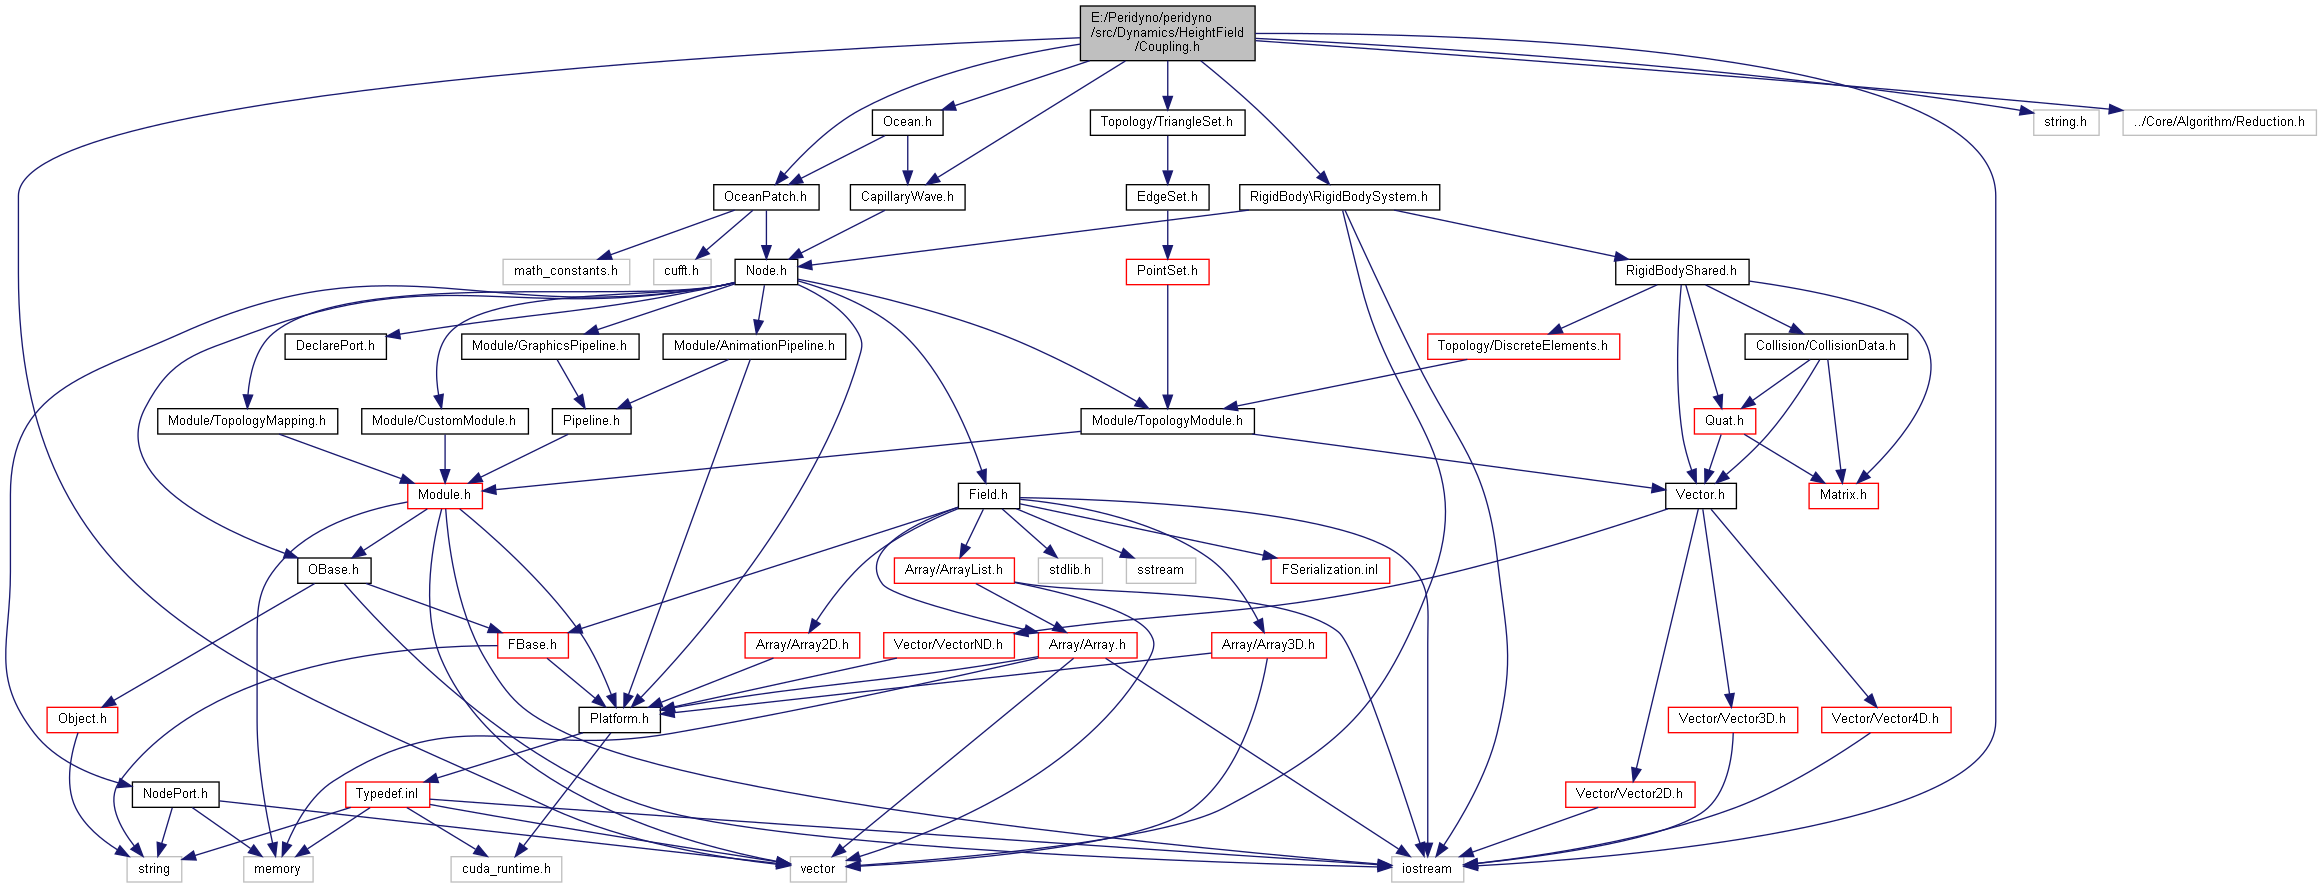 E:/Peridyno/peridyno
/src/Dynamics/HeightField
/Coupling.h
Ocean.h
Topology/TriangleSet.h
string.h
../Core/Algorithm/Reduction.h
OceanPatch.h
CapillaryWave.h
EdgeSet.h
RigidBody\RigidBodySystem.h
math_constants.h
cufft.h
Node.h
PointSet.h
RigidBodyShared.h
DeclarePort.h
Module/GraphicsPipeline.h
Module/AnimationPipeline.h
Topology/DiscreteElements.h
Collision/CollisionData.h
Module/TopologyMapping.h
Module/CustomModule.h
Pipeline.h
Module/TopologyModule.h
Quat.h
Module.h
Field.h
Vector.h
Matrix.h
OBase.h
Array/ArrayList.h
stdlib.h
sstream
FSerialization.inl
FBase.h
Array/Array2D.h
Vector/VectorND.h
Array/Array.h
Array/Array3D.h
Object.h
Platform.h
Vector/Vector3D.h
Vector/Vector4D.h
NodePort.h
Typedef.inl
Vector/Vector2D.h
string
memory
cuda_runtime.h
vector
iostream